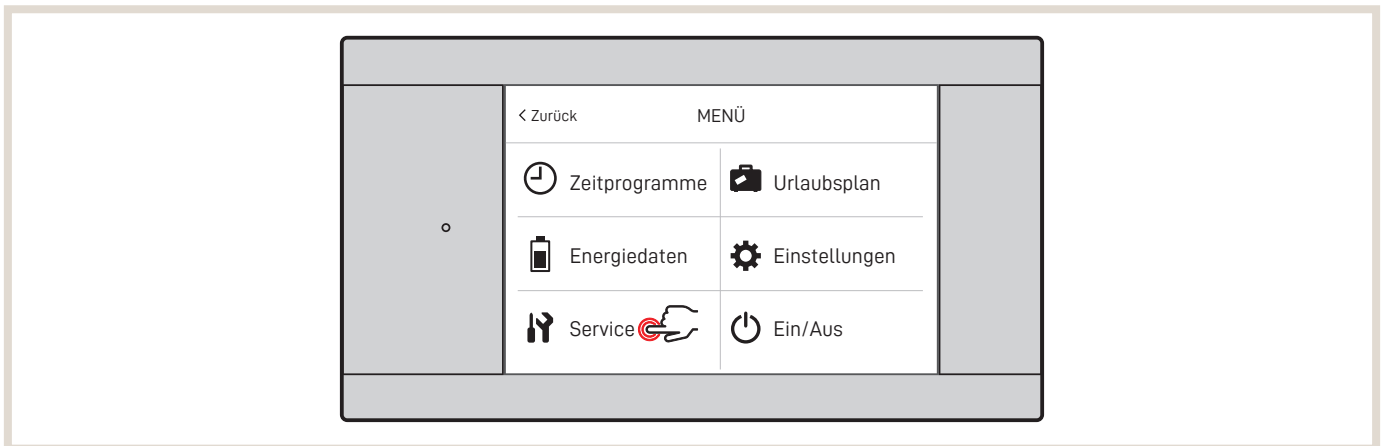 < Zurück MENÜ
Zeitprogramme Urlaubsplan
Energiedaten Einstellungen
Service Ein/Aus